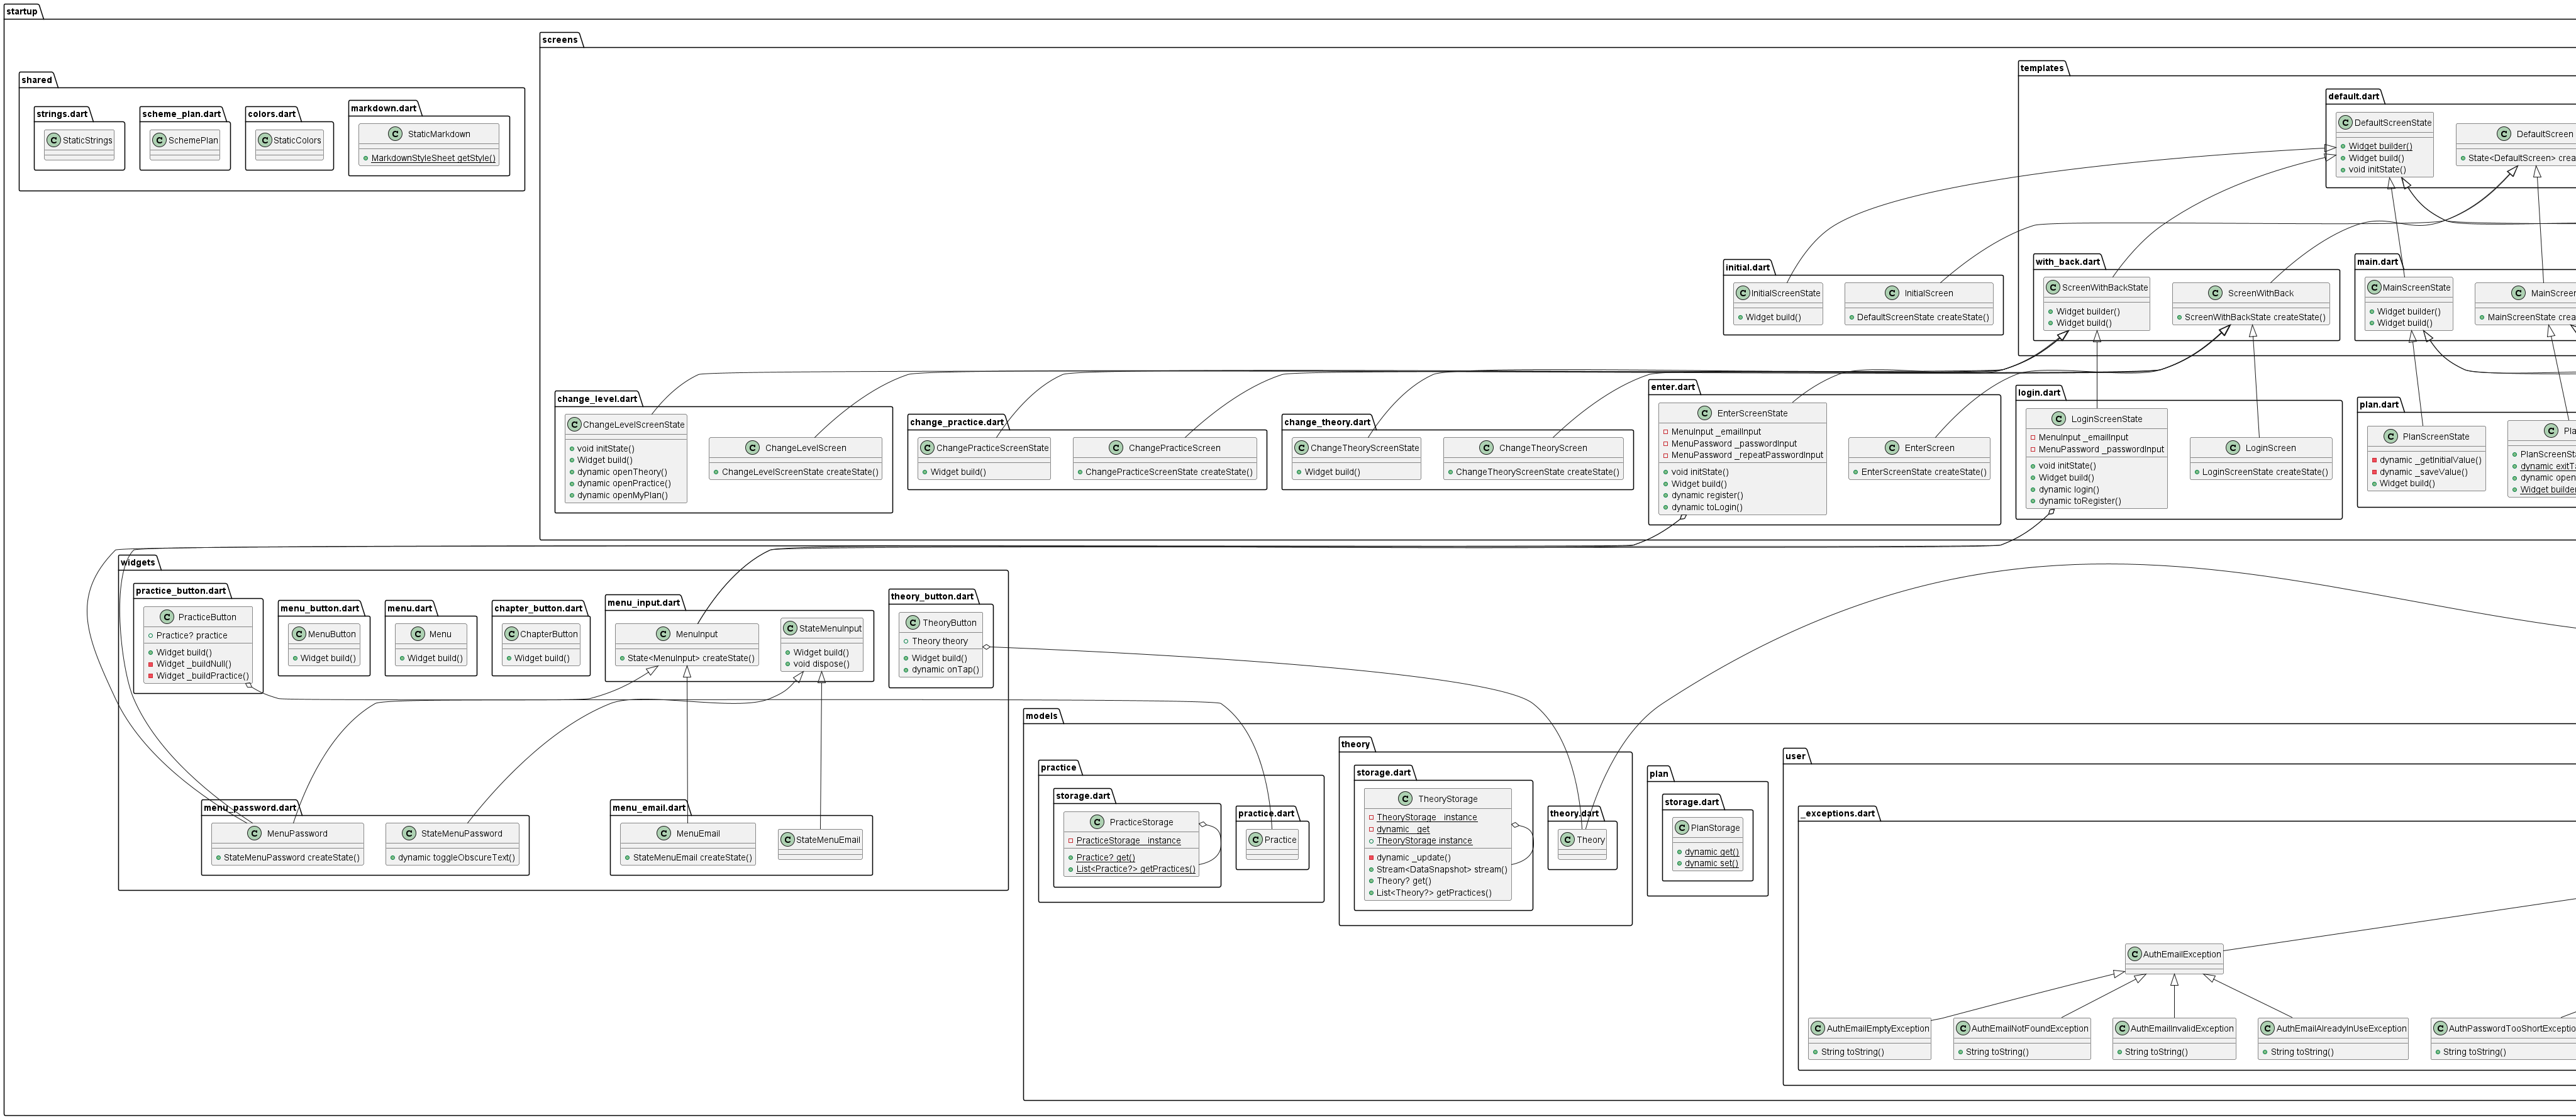 startup
screens
templates
shared
default.dart
strings.dart
StaticStrings
scheme_plan.dart
SchemePlan
colors.dart
StaticColors
markdown.dart
StaticMarkdown
MarkdownStyleSheet getStyle()
DefaultScreenState
Widget builder()
Widget build()
void initState()
DefaultScreen
State<DefaultScreen> crea
initial.dart
InitialScreenState
Widget build()
InitialScreen
DefaultScreenState createState()
with_back.dart
ScreenWithBackState
Widget builder()
Widget build()
ScreenWithBack
ScreenWithBackState createState()
main.dart
MainScreenState
Widget builder()
Widget build()
MainScreen
MainScreenState crea
change_level.dart
ChangeLevelScreenState
void initState()
Widget build()
dynamic openTheory()
dynamic openPractice()
dynamic openMyPlan()
ChangeLevelScreen
ChangeLevelScreenState createState()
change_practice.dart
ChangePracticeScreenState
Widget build()
ChangePracticeScreen
ChangePracticeScreenState createState()
change_theory.dart
ChangeTheoryScreenState
Widget build()
ChangeTheoryScreen
ChangeTheoryScreenState createState()
enter.dart
EnterScreenState
MenuInput _emailInput
MenuPassword _passwordInput
MenuPassword _repeatPasswordInput
void initState()
Widget build()
dynamic register()
dynamic toLogin()
EnterScreen
EnterScreenState createState()
login.dart
LoginScreenState
MenuInput _emailInput
MenuPassword _passwordInput
void initState()
Widget build()
dynamic login()
dynamic toRegister()
LoginScreen
LoginScreenState createState()
plan.dart
PlanScreenState
dynamic _getInitialValue()
dynamic _saveValue()
Widget build()
Pla
PlanScreenSta
dynamic exitTa
dynamic open
Widget builde
widgets
practice_button.dart
PracticeButton
Practice? practice
Widget build()
Widget _buildNull()
Widget _buildPractice()
menu_button.dart
MenuButton
Widget build()
menu.dart
Menu
Widget build()
chapter_button.dart
ChapterButton
Widget build()
menu_input.dart
MenuInput
State<MenuInput> createState()
StateMenuInput
Widget build()
void dispose()
theory_button.dart
TheoryButton
Theory theory
Widget build()
dynamic onTap()
menu_password.dart
MenuPassword
StateMenuPassword createState()
StateMenuPassword
dynamic toggleObscureText()
menu_email.dart
MenuEmail
StateMenuEmail createState()
StateMenuEmail
models
practice
storage.dart
PracticeStorage
PracticeStorage _instance
Practice? get()
List<Practice?> getPractices()
practice.dart
Practice
theory
storage.dart
TheoryStorage
TheoryStorage _instance
dynamic _get
TheoryStorage instance
dynamic _update()
Stream<DataSnapshot> stream()
Theory? get()
List<Theory?> getPractices()
theory.dart
Theory
plan
storage.dart
PlanStorage
dynamic get()
dynamic set()
user
_exceptions.dart
AuthEmailException
AuthEmailEmptyException
String toString()
AuthEmailNotFoundException
String toString()
AuthEmailInvalidException
String toString()
AuthEmailAlreadyInUseException
String toString()
AuthPasswordTooShortExceptio
String toString()